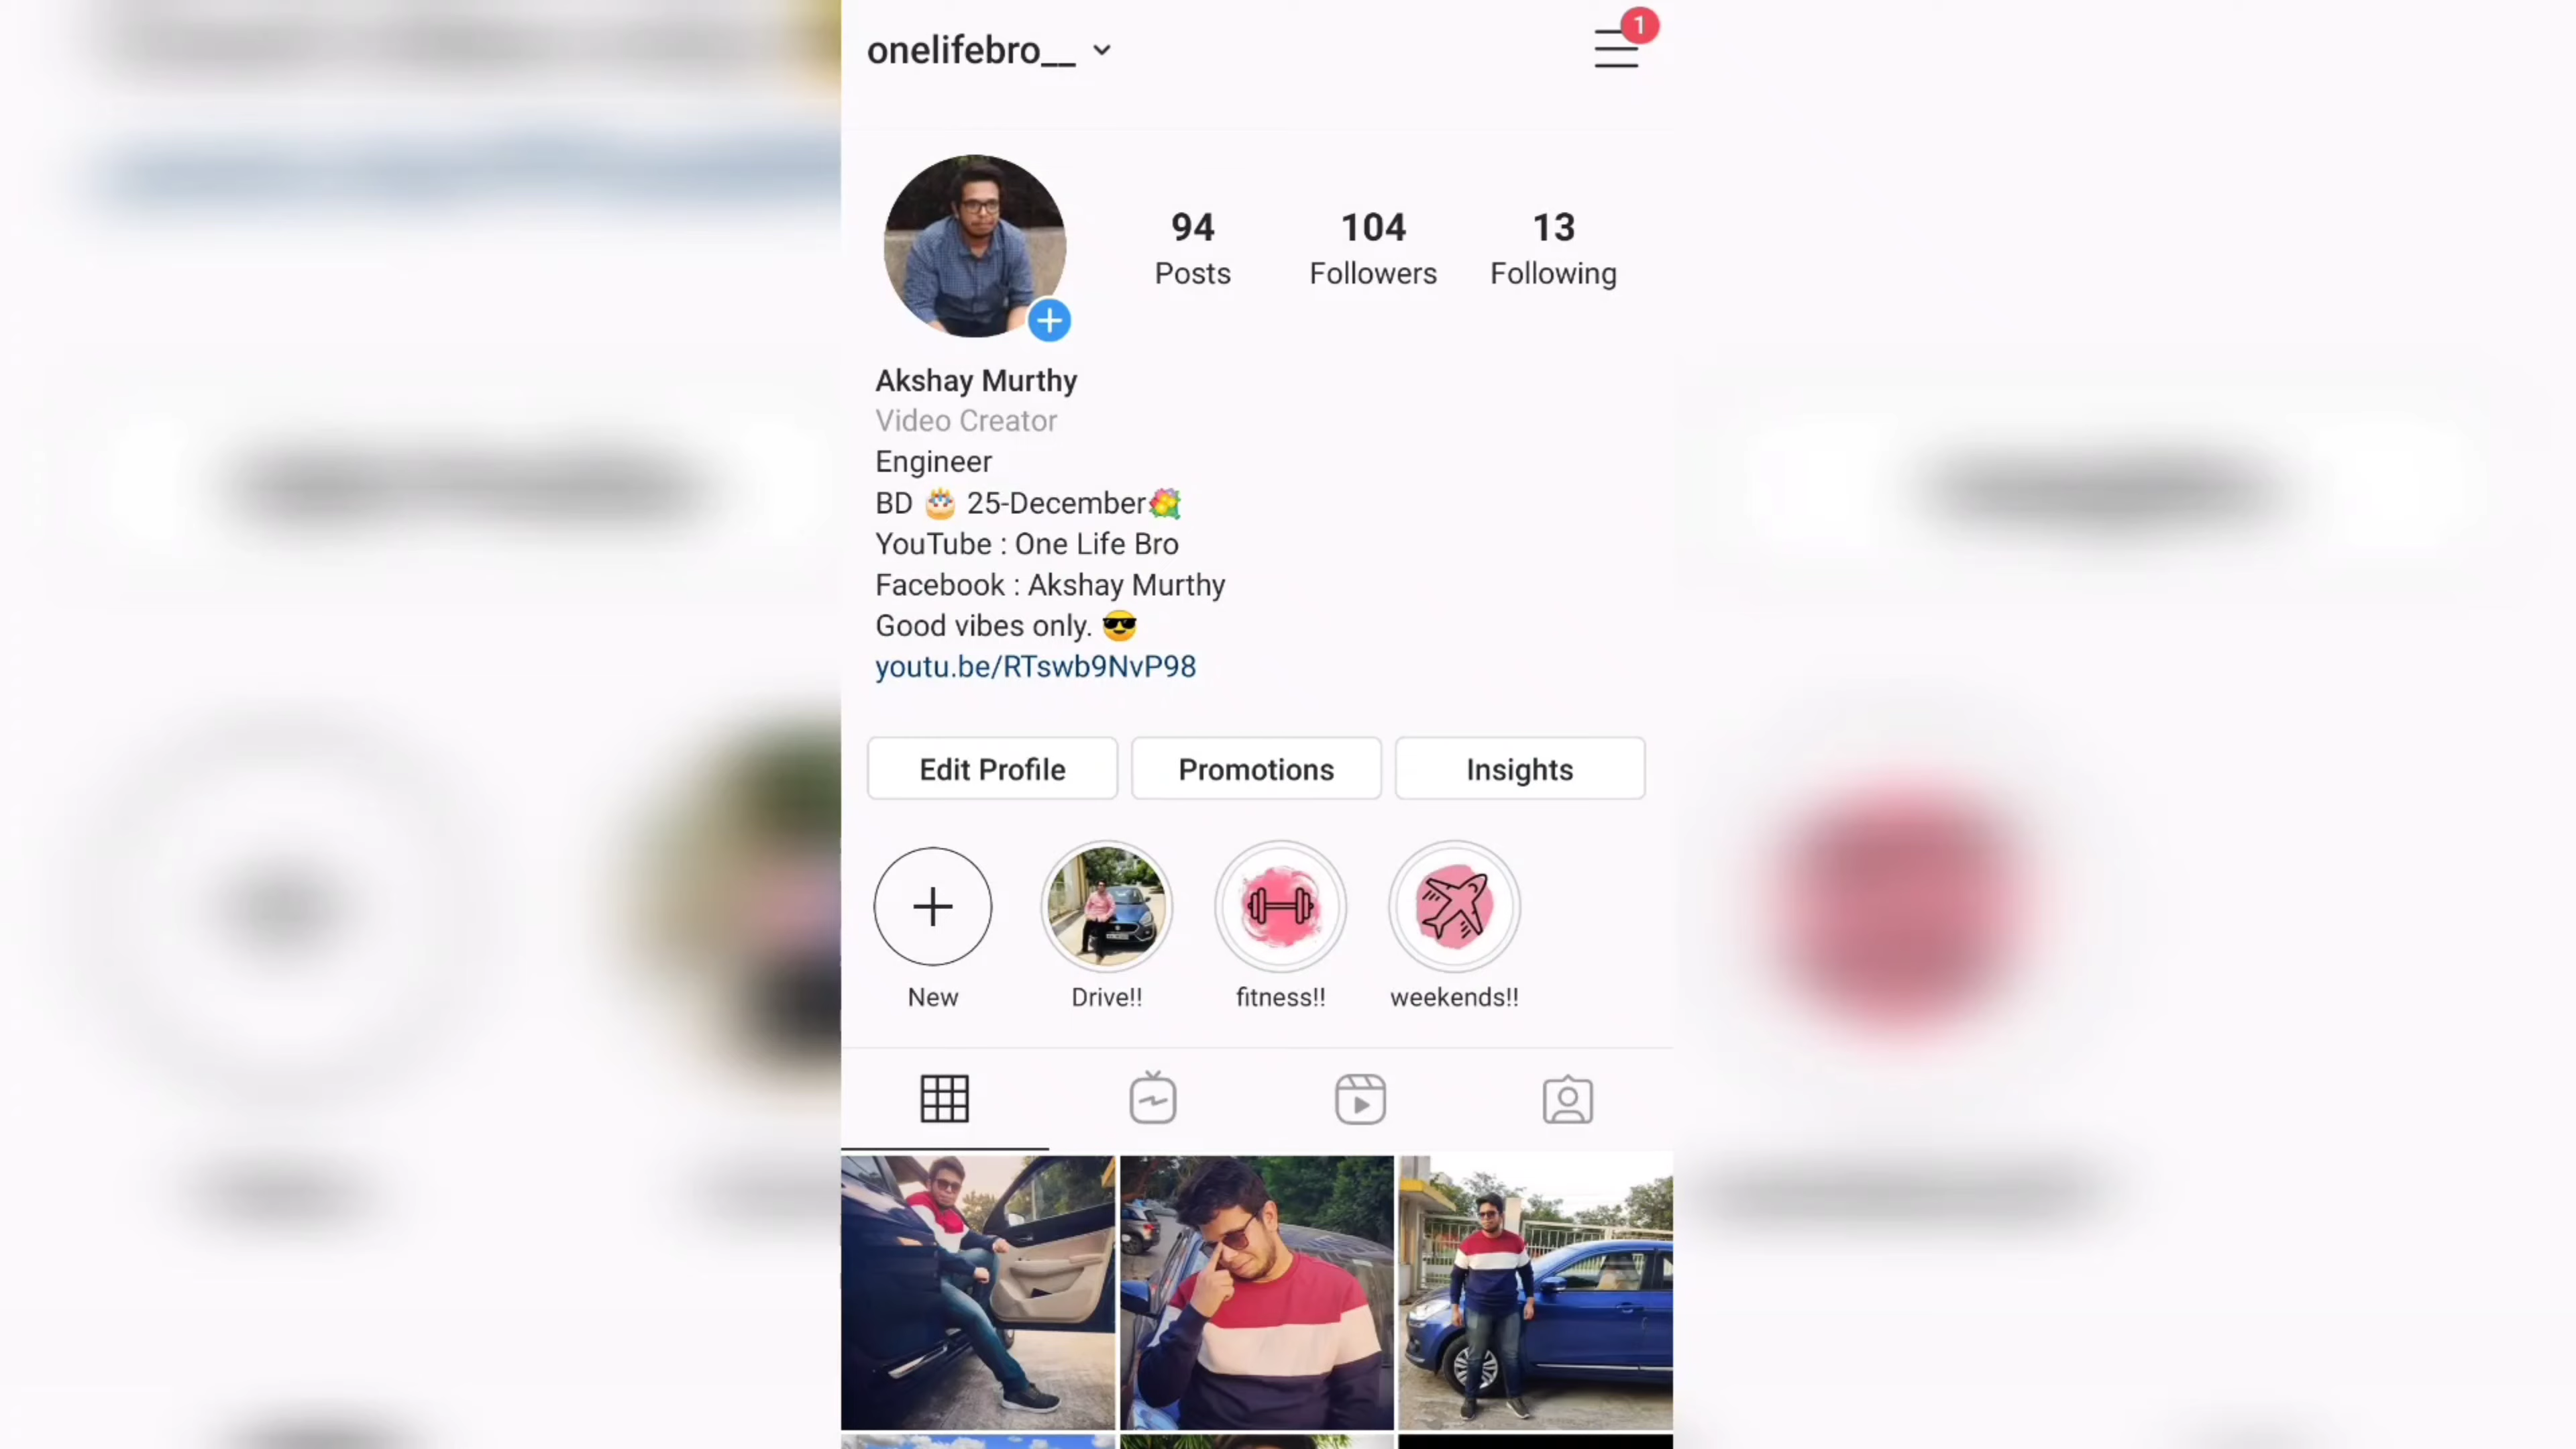 onelifebro__
1
94 104 13
Posts Followers Following
Akshay Murthy
Video Creator
Engineer
BD 🎂 25-December💐
YouTube : One Life Bro
Facebook : Akshay Murthy
Good vibes only. 😎
youtu.be/RTswb9NvP98
Edit Profile Promotions Insights
New Drive!! fitness!! weekends!!